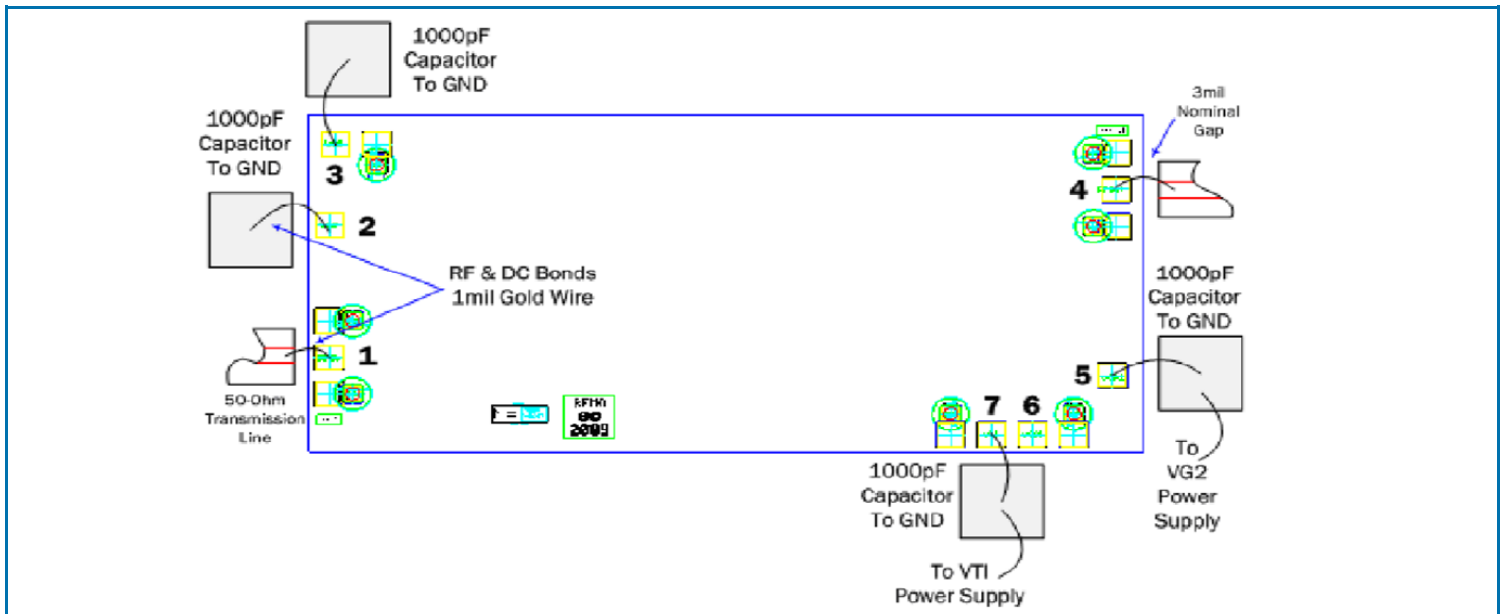 1000pF
Capacitor
To GND
1000pF
Capacitor
To GND
3mil
Nominal
Gap
3
4
2
RF & DC Bonds
1mil Gold Wire
1000pF
Capacitor
To GND
1
50-Ohm
Transmission
Line
5
7 6
2009
1000pF
Capacitor
To GND
To
VG2
Power
Supply
To VTI
Power Supply